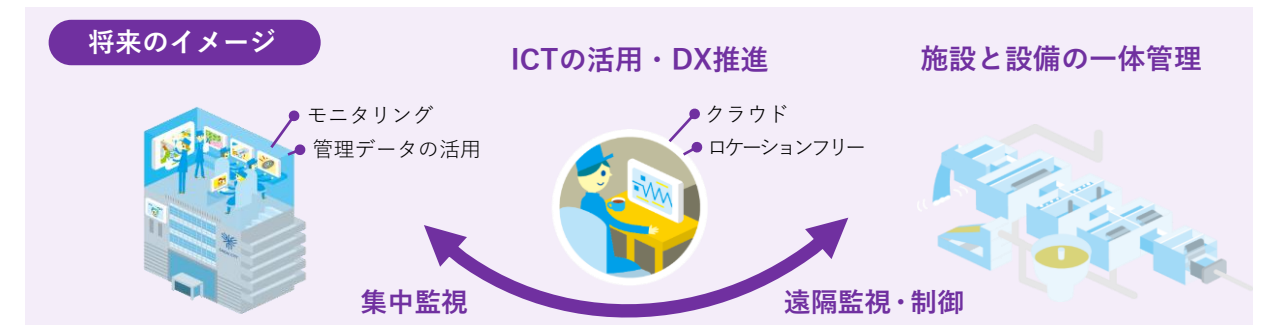 将来のイメージ
ICTの活用・DX推進
施設と設備の一体管理
モニタリング
管理データの活用
クラウド
ロケーションフリー
集中監視
遠隔監視・制御